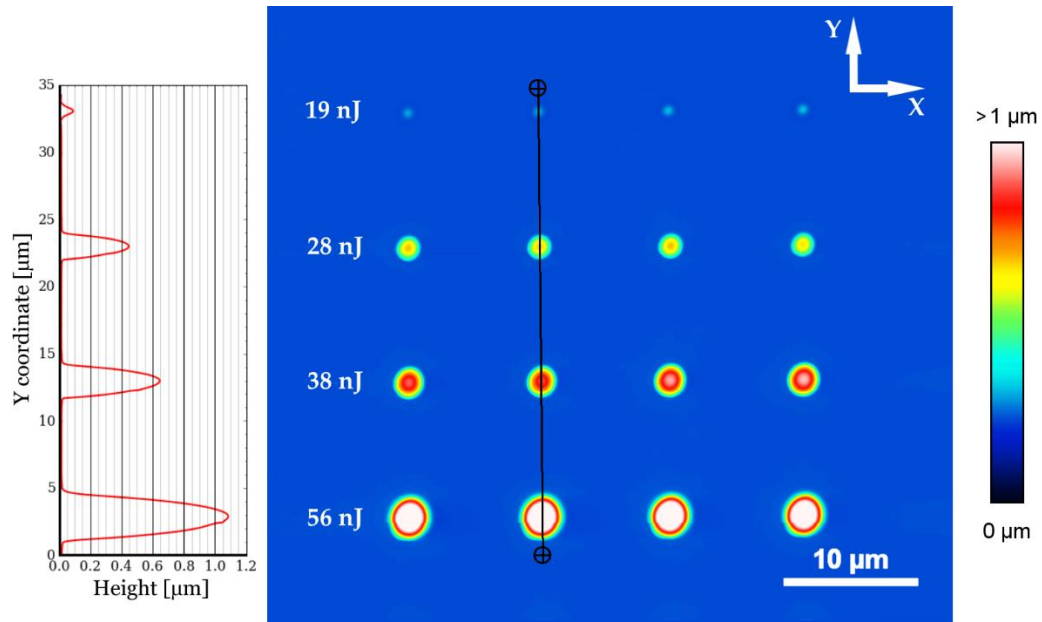 35
30
25
20
15
10
5
0
Y coordinate [µm]
0.0 0.2 0.4 0.6 0.8 1.0 1.2
Height [µm]
19 nJ
28 nJ
38 nJ
56 nJ
Y
X
10 µm
>1 µm
0 µm